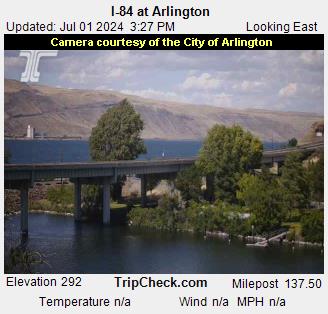 I-84 at Arlington
Updated: Jul 01 2024 3:27 PM Looking East
Camera courtesy of the City of Arlington
Elevation 292 TripCheck.com Milepost 137.50
Temperature n/a Wind n/a MPH n/a